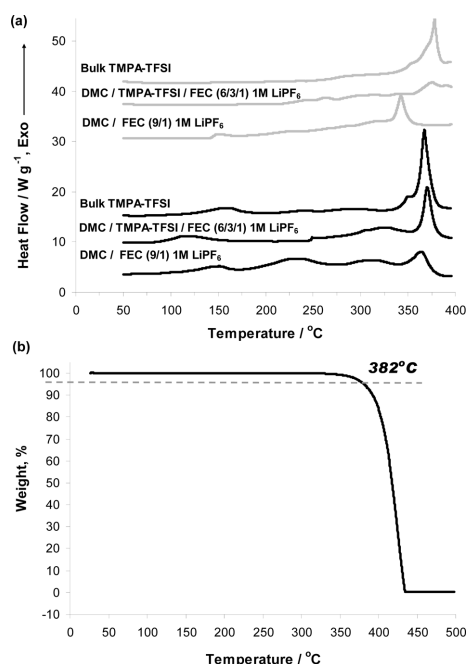 (a)
Heat Flow / W g⁻¹, Exo
50
40
30
20
10
0
Bulk TMPA-TFSI
DMC / TMPA-TFSI / FEC (6/3/1) 1M LiPF₆
DMC / FEC (9/1) 1M LiPF₆
Bulk TMPA-TFSI
DMC / TMPA-TFSI / FEC (6/3/1) 1M LiPF₆
DMC / FEC (9/1) 1M LiPF₆
0 50 100 150 200 250 300 350 400
Temperature / °C
(b)
382°C
Weight, %
100
90
80
70
60
50
40
30
20
10
0
-10
0 50 100 150 200 250 300 350 400 450 500
Temperature / °C